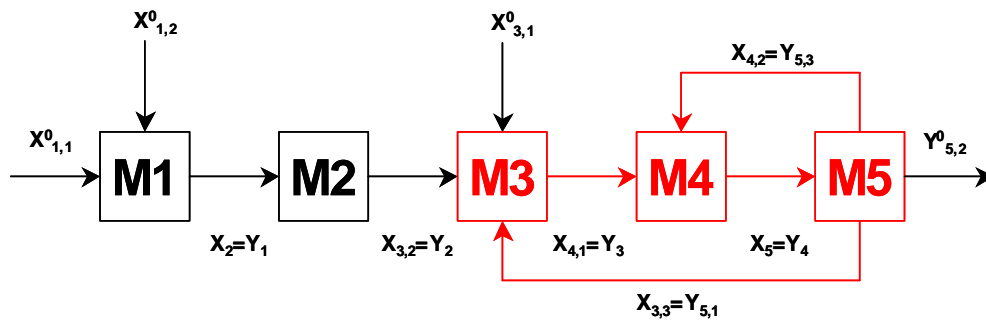 X⁰₁,₂
X⁰₃,₁
X₄,₂=Y₅,₃
X⁰₁,₁
Y⁰₅,₂
M1
M2
M3
M4
M5
X₂=Y₁
X₃,₂=Y₂
X₄,₁=Y₃
X₅=Y₄
X₃,₃=Y₅,₁